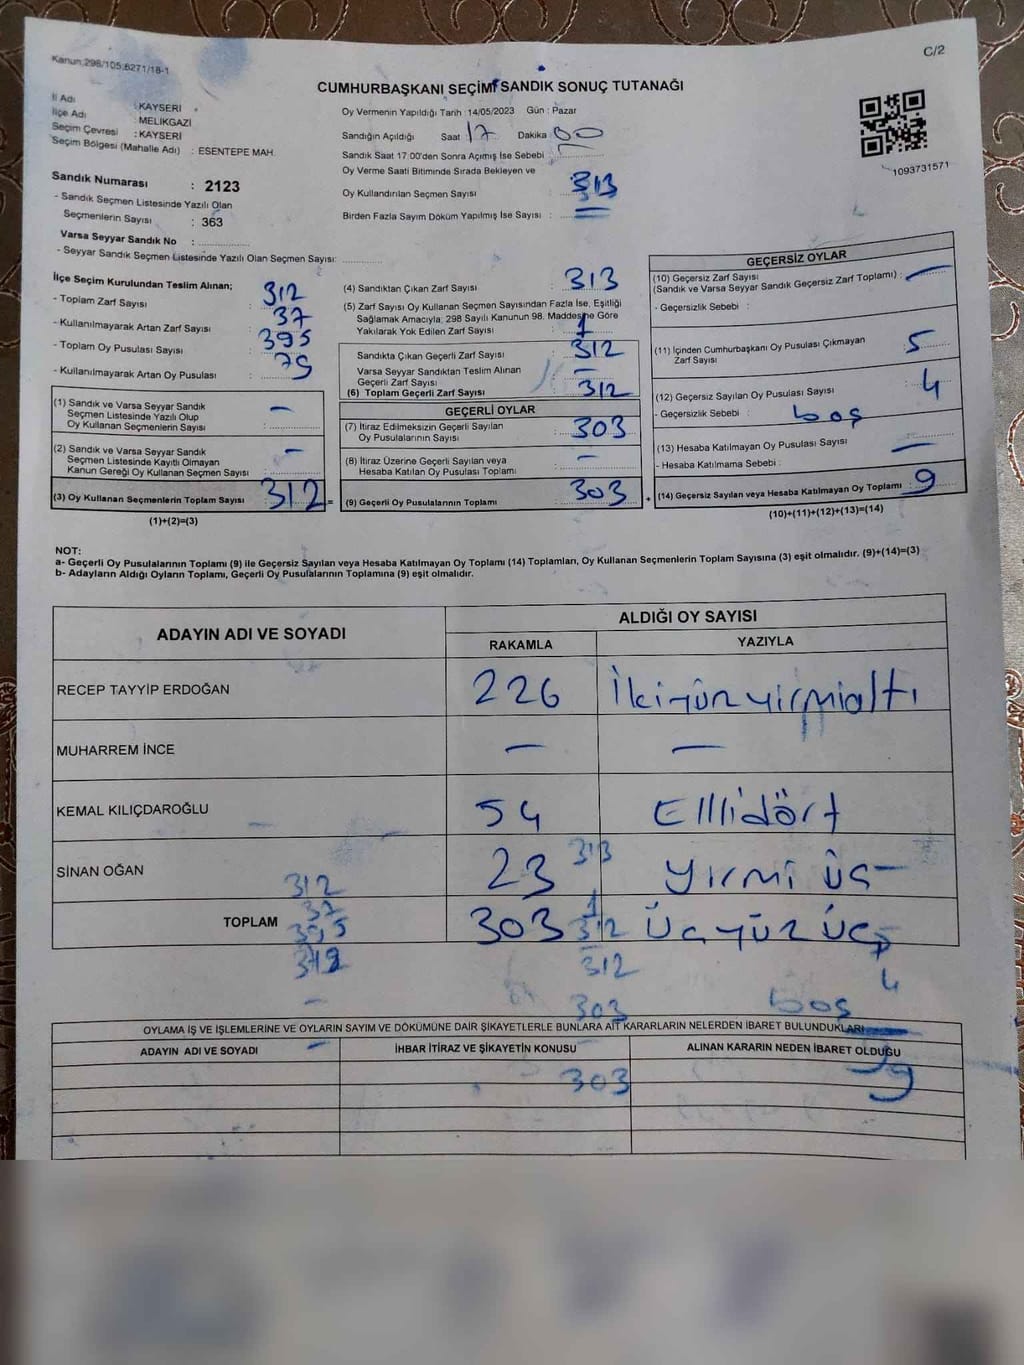 Kanun:298/105;6271/18-1
C/2
CUMHURBAŞKANI SEÇİMİ SANDIK SONUÇ TUTANAĞI
İl Adı : KAYSERI
İlçe Adı : MELIKGAZI
Seçim Çevresi : KAYSERI
Seçim Bölgesi (Mahalle Adı) : ESENTEPE MAH.
Sandık Numarası : 2123
- Sandık Seçmen Listesinde Yazılı Olan
Seçmenlerin Sayısı : 363
Varsa Seyyar Sandık No :
- Seyyar Sandık Seçmen Listesinde Yazılı Olan Seçmen Sayısı:
Oy Vermenin Yapıldığı Tarih : 14/05/2023 Gün : Pazar
Sandığın Açıldığı Saat 17 Dakika 00
Sandık Saat 17:00'den Sonra Açımış İse Sebebi : -
Oy Verme Saati Bitiminde Sırada Bekleyen ve
Oy Kullandırılan Seçmen Sayısı : 313
Birden Fazla Sayım Döküm Yapılmış İse Sayısı :
1093731571
İlçe Seçim Kurulundan Teslim Alınan;
- Toplam Zarf Sayısı : 312
- Kullanılmayarak Artan Zarf Sayısı : 37
- Toplam Oy Pusulası Sayısı : 395
- Kullanılmayarak Artan Oy Pusulası :
(1) Sandık ve Varsa Seyyar Sandık
Seçmen Listesinde Yazılı Olup
Oy Kullanan Seçmenlerin Sayısı : -
(2) Sandık ve Varsa Seyyar Sandık
Seçmen Listesinde Kayıtlı Olmayan
Kanun Gereği Oy Kullanan Seçmen Sayısı : -
(3) Oy Kullanan Seçmenlerin Toplam Sayısı : 312 =
(1)+(2)=(3)
(4) Sandıktan Çıkan Zarf Sayısı : 313
(5) Zarf Sayısı Oy Kullanan Seçmen Sayısından Fazla İse, Eşitliği
Sağlamak Amacıyla; 298 Sayılı Kanunun 98. Maddesine Göre
Yakılarak Yok Edilen Zarf Sayısı : 1
Sandıkta Çıkan Geçerli Zarf Sayısı : 312
Varsa Seyyar Sandıktan Teslim Alınan
Geçerli Zarf Sayısı : -
(6) Toplam Geçerli Zarf Sayısı : 312
GEÇERLİ OYLAR
(7) İtiraz Edilmeksizin Geçerli Sayılan
Oy Pusulalarının Sayısı : 303
(8) İtiraz Üzerine Geçerli Sayılan veya
Hesaba Katılan Oy Pusulası Toplamı : -
(9) Geçerli Oy Pusulalarının Toplamı : 303 +
GEÇERSİZ OYLAR
(10) Geçersiz Zarf Sayısı
(Sandık ve Varsa Seyyar Sandık Geçersiz Zarf Toplamı) : -
- Geçersizlik Sebebi :
(11) İçinden Cumhurbaşkanı Oy Pusulası Çıkmayan
Zarf Sayısı : 5
(12) Geçersiz Sayılan Oy Pusulası Sayısı : 4
- Geçersizlik Sebebi : boş
(13) Hesaba Katılmayan Oy Pusulası Sayısı : -
- Hesaba Katılmama Sebebi :
(14) Geçersiz Sayılan veya Hesaba Katılmayan Oy Toplamı : 9
(10)+(11)+(12)+(13)=(14)
NOT:
a- Geçerli Oy Pusulalarının Toplamı (9) ile Geçersiz Sayılan veya Hesaba Katılmayan Oy Toplamı (14) Toplamları, Oy Kullanan Seçmenlerin Toplam Sayısına (3) eşit olmalıdır. (9)+(14)=(3)
b- Adayların Aldığı Oyların Toplamı, Geçerli Oy Pusulalarının Toplamına (9) eşit olmalıdır.
ADAYIN ADI VE SOYADI
ALDIĞI OY SAYISI
RAKAMLA YAZIYLA
RECEP TAYYİP ERDOĞAN 226 İkiyüzyirmialtı
MUHARREM İNCE - -
KEMAL KILIÇDAROĞLU 54 Ellidört
SİNAN OĞAN 23 yirmi üç
TOPLAM 303 Üçyüz üç
312 313
37 1
395 312
312 312 4
303 boş
OYLAMA İŞ VE İŞLEMLERİNE VE OYLARIN SAYIM VE DÖKÜMÜNE DAİR ŞİKAYETLERLE BUNLARA AİT KARARLARIN NELERDEN İBARET BULUNDUKLARI
ADAYIN ADI VE SOYADI İHBAR İTİRAZ VE ŞİKAYETİN KONUSU ALINAN KARARIN NEDEN İBARET OLDUĞU
303 9